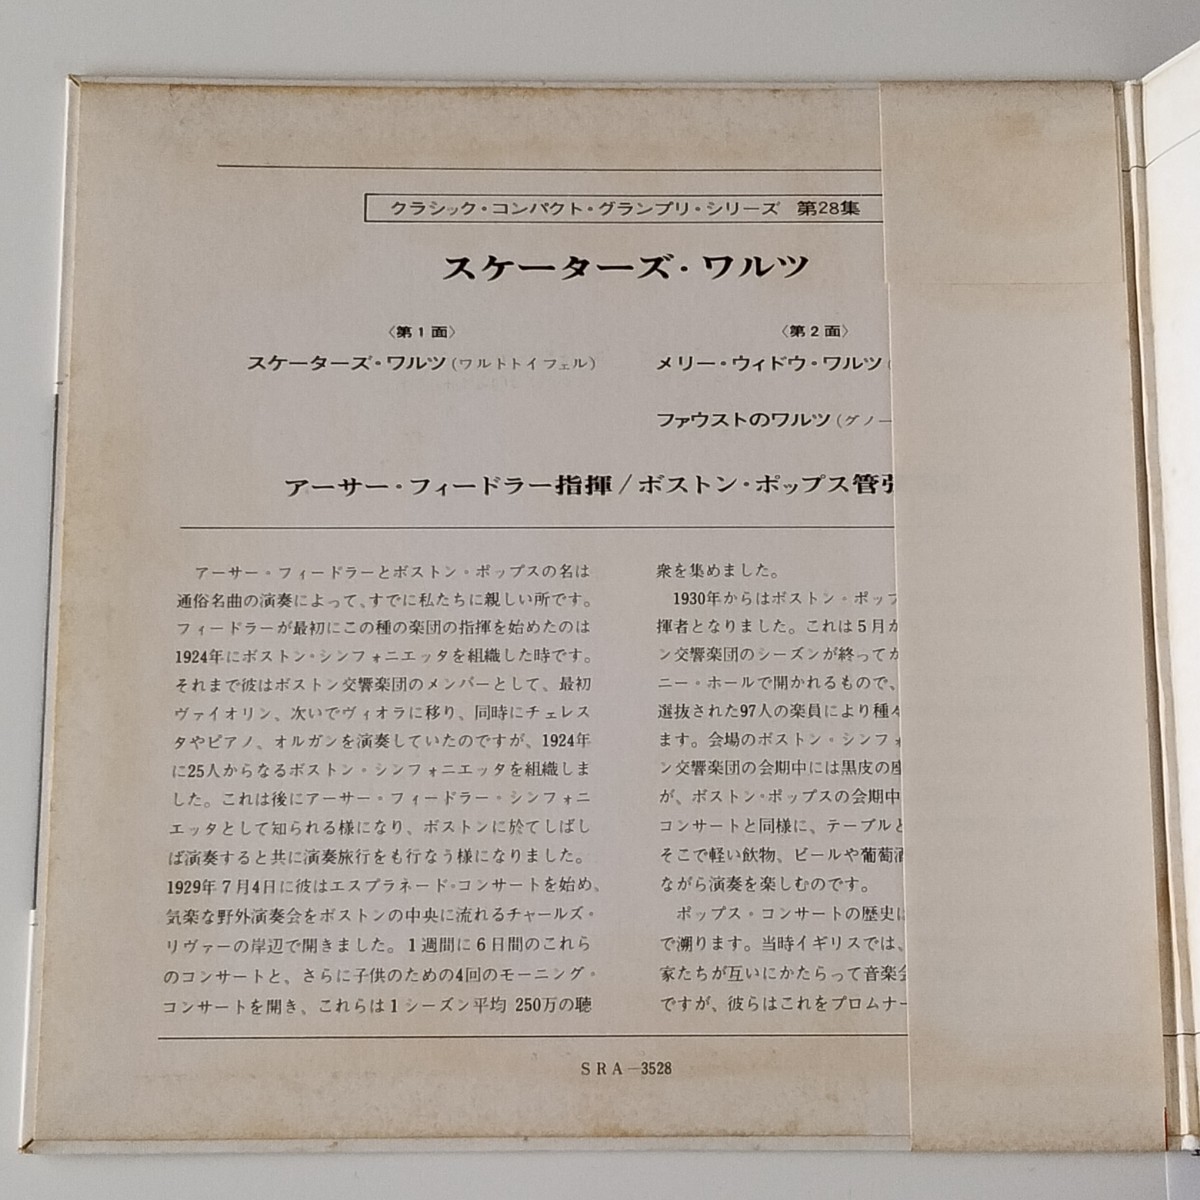 クラシック・コンパクト・グランプリ・シリーズ 第28集
スケーターズ・ワルツ
〈第1面〉
スケーターズ・ワルツ(ワルトトイフェル)
〈第2面〉
メリー・ウィドウ・ワルツ(
ファウストのワルツ(グノー
アーサー・フィードラー指揮/ボストン・ポップス管弦
アーサー・フィードラーとボストン・ポップスの名は
通俗名曲の演奏によって、すでに私たちに親しい所です。
フィードラーが最初にこの種の楽団の指揮を始めたのは
1924年にボストン・シンフォニエッタを組織した時です。
それまで彼はボストン交響楽団のメンバーとして、最初
ヴァイオリン、次いでヴィオラに移り、同時にチェレス
タやピアノ、オルガンを演奏していたのですが、1924年
に25人からなるボストン・シンフォニエッタを組織しま
した。これは後にアーサー・フィードラー・シンフォニ
エッタとして知られる様になり、ボストンに於てしばし
ば演奏すると共に演奏旅行をも行なう様になりました。
1929年7月4日に彼はエスプラネード・コンサートを始め、
気楽な野外演奏会をボストンの中央に流れるチャールズ・
リヴァーの岸辺で開きました。1週間に6日間のこれら
のコンサートと、さらに子供のための4回のモーニング・
コンサートを開き、これらは1シーズン平均 250万の聴
衆を集めました。
1930年からはボストン・ポップ
揮者となりました。これは5月か
ン交響楽団のシーズンが終ってか
ニー・ホールで開かれるもので、
選抜された97人の楽員により種々
ます。会場のボストン・シンフォ
ン交響楽団の会期中には黒皮の座
が、ボストン・ポップスの会期中
コンサートと同様に、テーブルと
そこで軽い飲物、ビールや葡萄酒
ながら演奏を楽しむのです。
ポップス・コンサートの歴史は
で溯ります。当時イギリスでは、
家たちが互いにかたらって音楽会
ですが、彼らはこれをプロムナー
SRA-3528